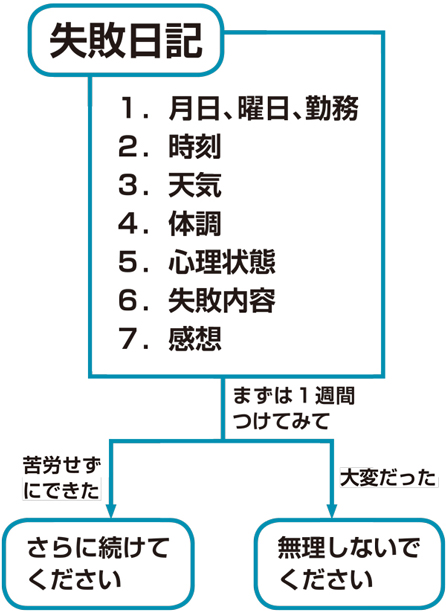 失敗日記
1. 月日、曜日、勤務
2. 時刻
3. 天気
4. 体調
5. 心理状態
6. 失敗内容
7. 感想
まずは1週間
つけてみて
苦労せず
にできた
大変だった
さらに続けて
ください
無理しないで
ください